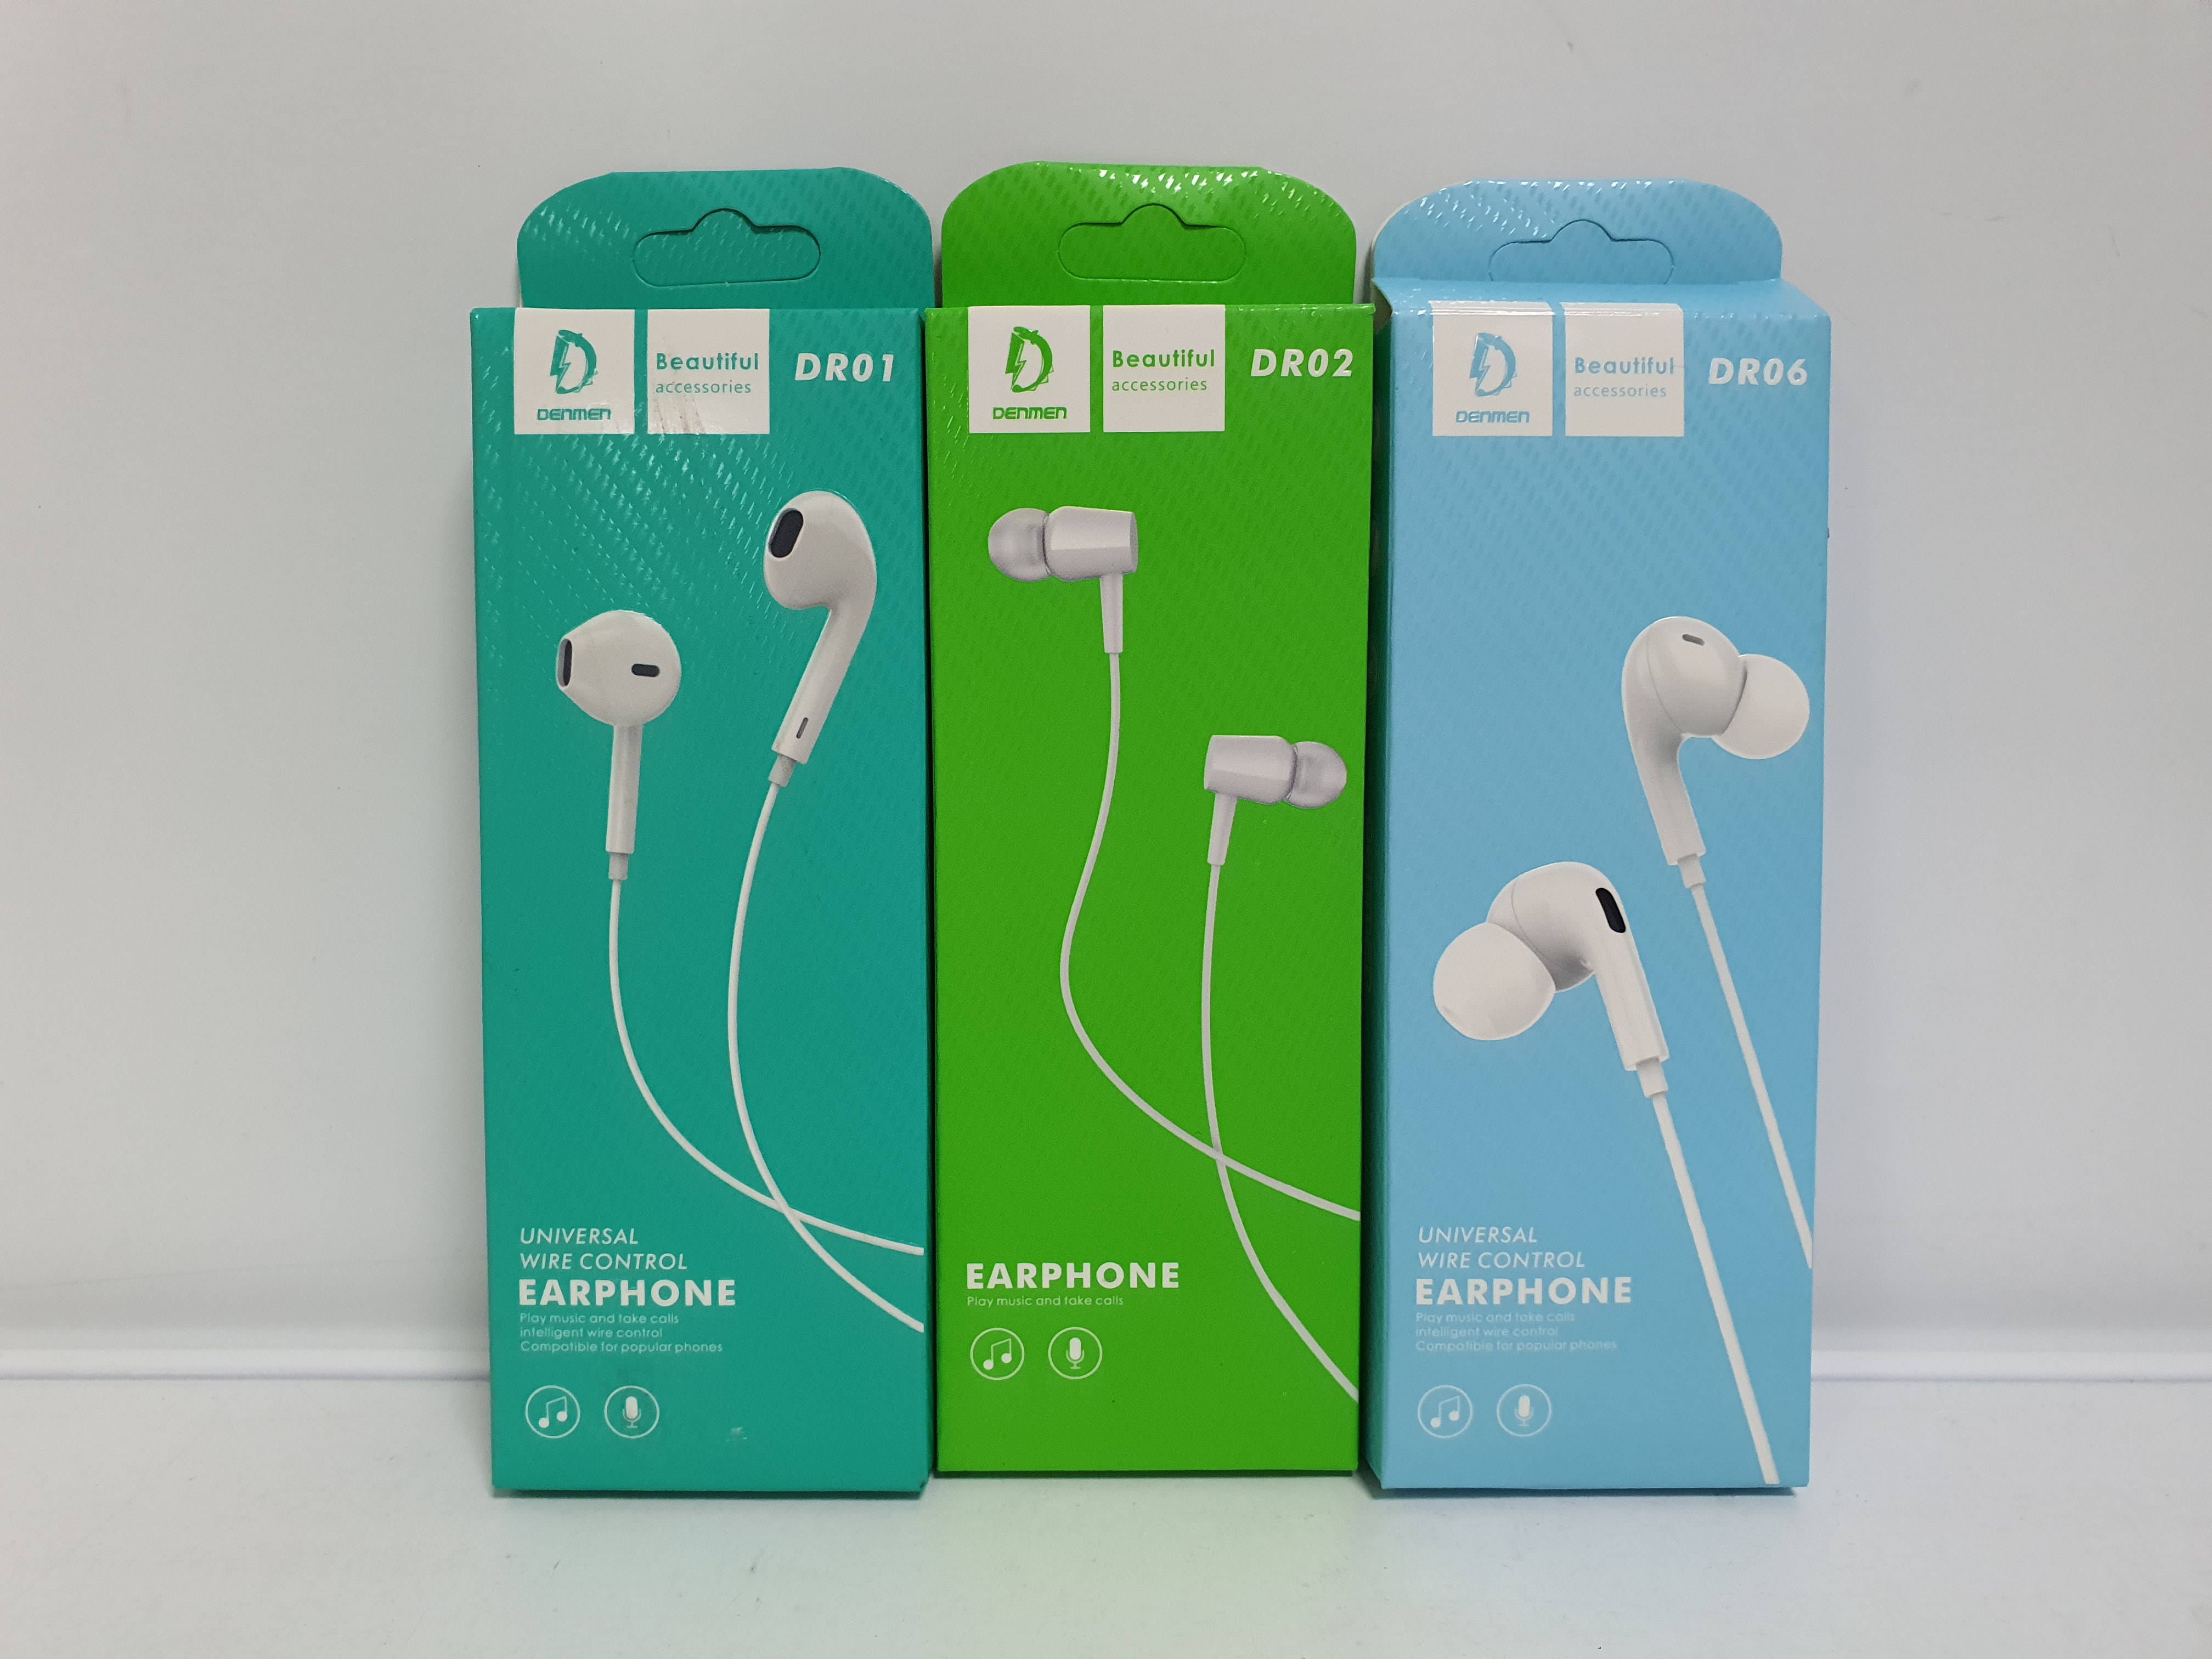 DENMEN
Beautiful
accessories
DR01
UNIVERSAL
WIRE CONTROL
EARPHONE
Play music and take calls
intelligent wire control
Compatible for popular phones
DENMEN
Beautiful
accessories
DR02
EARPHONE
Play music and take calls
DENMEN
Beautiful
accessories
DR06
UNIVERSAL
WIRE CONTROL
EARPHONE
Play music and take calls
intelligent wire control
Compatible for popular phones